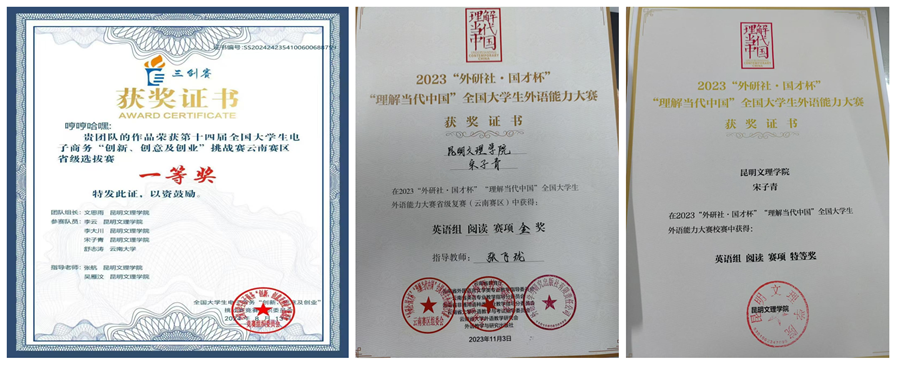 证书编号:SS20242423541006006887
三创赛
获奖证书
AWARD CERTIFICATE
哼哼哈嘿:
贵团队的作品荣获第十四届全国大学生电
子商务“创新、创意及创业”挑战赛云南赛区
省级选拔赛
一等奖
特发此证，以资鼓励。
团队组长: 文思雨 昆明文理学院
参赛队员: 李云 昆明文理学院
李大川 昆明文理学院
宋子青 昆明文理学院
舒志涛 云南大学
指导老师: 张航 昆明文理学院
吴雁汶 昆明文理学院
全国大学生电子商务“创新、创意及创业”
理解
当代
中国
2023“外研社·国才杯”
“理解当代中国”全国大学生外语能力大赛
获奖证书
昆明文理学院
宋子青
在2023“外研社·国才杯”“理解当代中国”全国大学生
外语能力大赛省级复赛（云南赛区）中获得:
英语组 阅读 赛项 金 奖
指导教师:
外语教学与研究出版社
2023年11月3日
理解
当代
中国
2023“外研社·国才杯”
“理解当代中国”全国大学生外语能力大赛
获奖证书
昆明文理学院
宋子青
在2023“外研社·国才杯”“理解当代中国”全国大学生
外语能力大赛校赛中获得:
英语组 阅读 赛项 特等奖
昆明文理学院